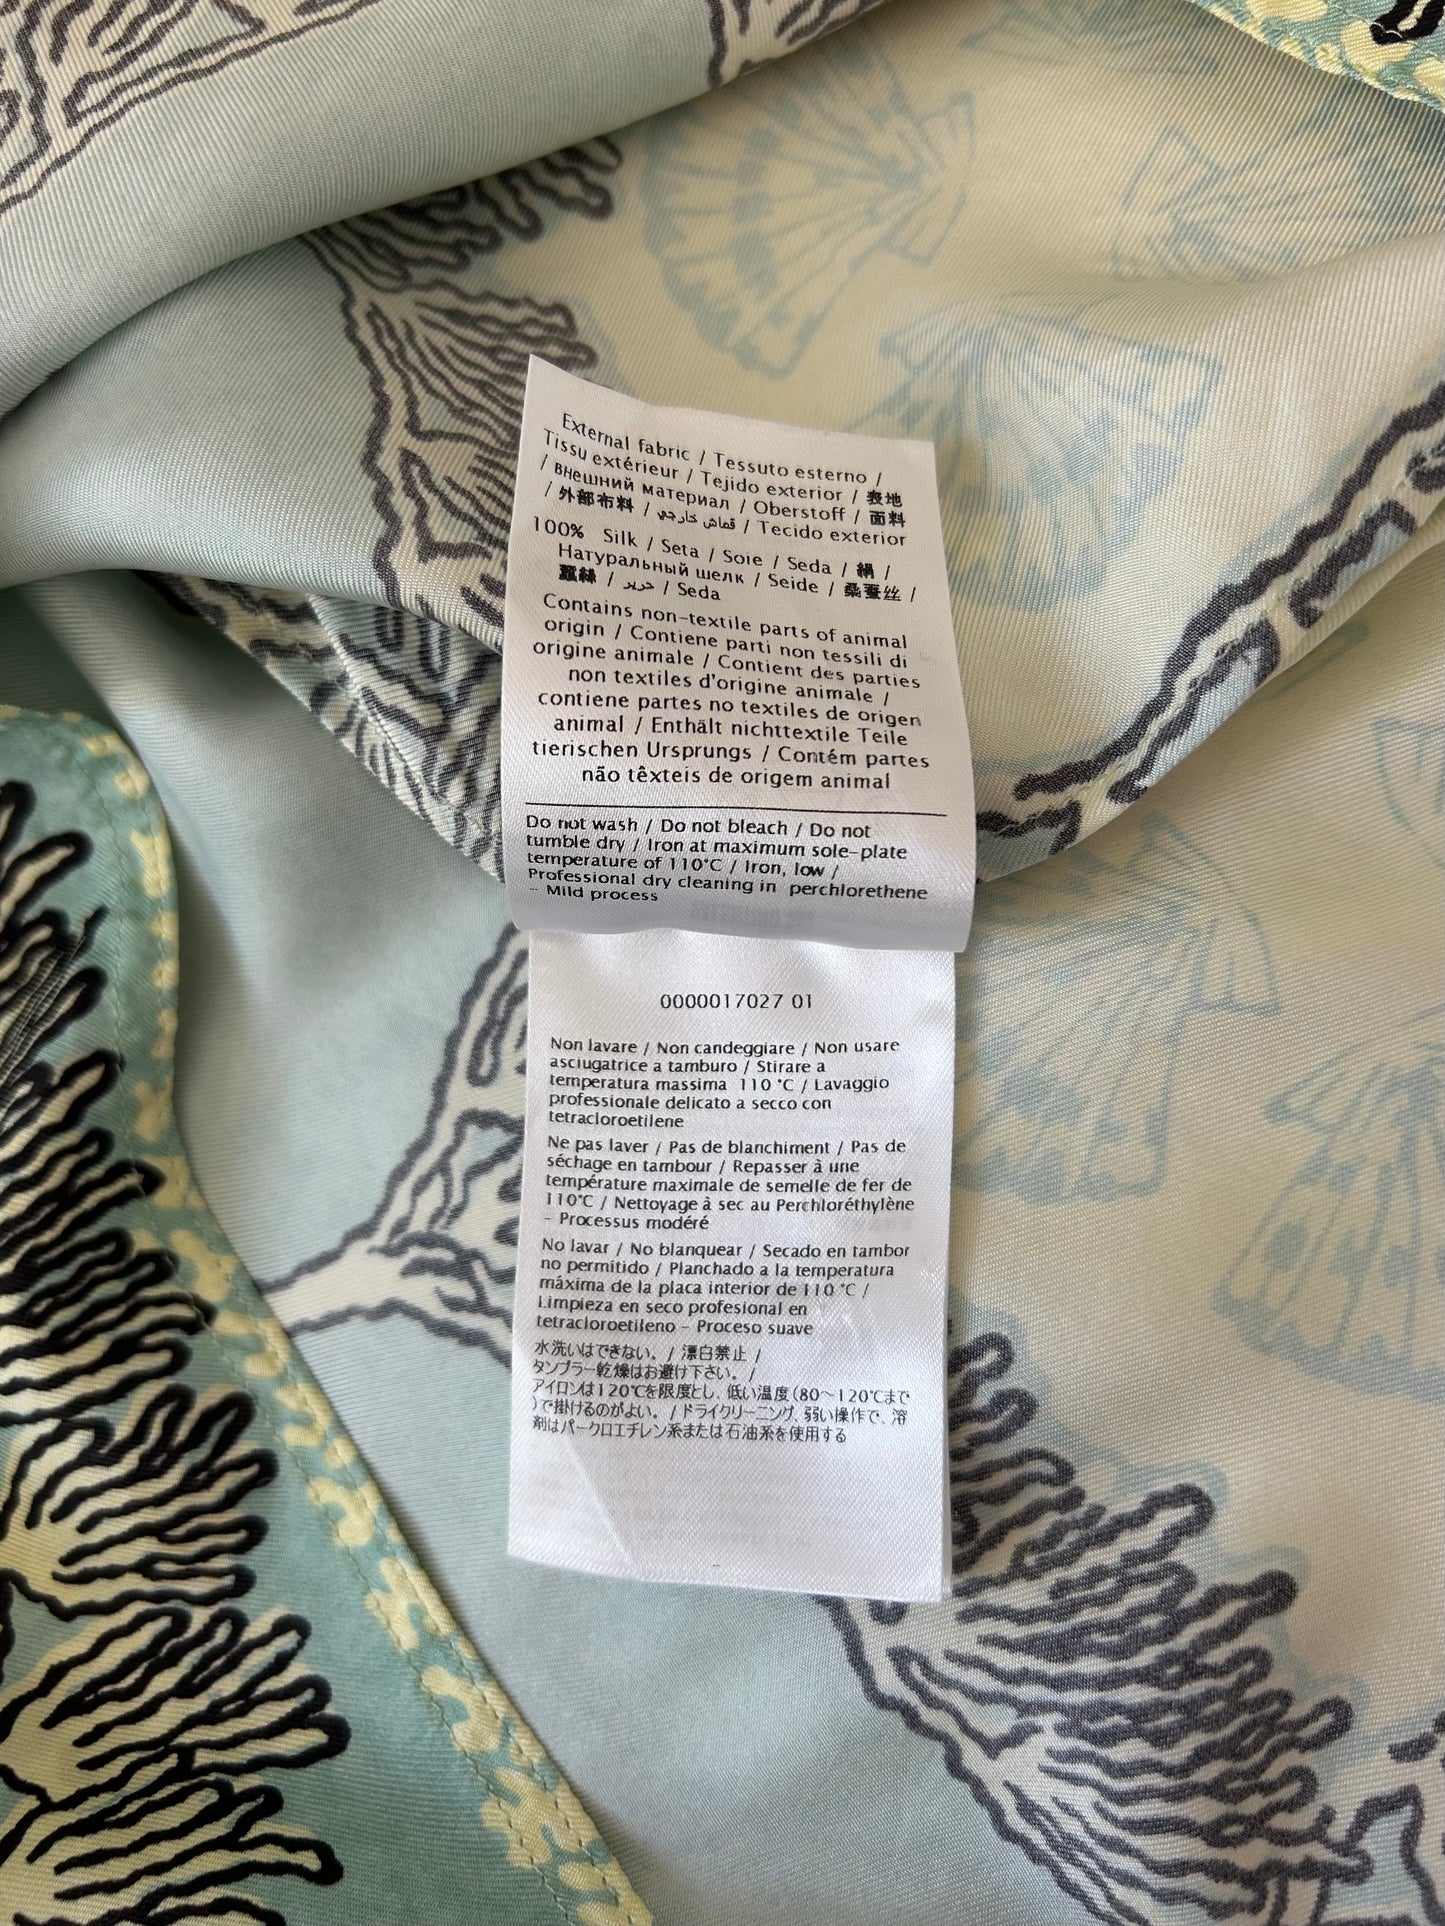 External fabric / Tessuto esterno /
Tissu extérieur / Tejido exterior / 表地
/ внешний материал / Oberstoff / 面料
/ 外部布料 / قماش خارجي / Tecido exterior
100% Silk / Seta / Soie / Seda / 絹 /
Натуральный шелк / Seide / 桑蚕丝 /
蠶絲 / حرير / Seda
Contains non-textile parts of animal
origin / Contiene parti non tessili di
origine animale / Contient des parties
non textiles d'origine animale /
contiene partes no textiles de origen
animal / Enthält nichttextile Teile
tierischen Ursprungs / Contém partes
não têxteis de origem animal
Do not wash / Do not bleach / Do not
tumble dry / Iron at maximum sole-plate
temperature of 110°C / Iron, low /
Professional dry cleaning in perchlorethene
- Mild process
0000017027 01
Non lavare / Non candeggiare / Non usare
asciugatrice a tamburo / Stirare a
temperatura massima 110 °C / Lavaggio
professionale delicato a secco con
tetracloroetilene
Ne pas laver / Pas de blanchiment / Pas de
séchage en tambour / Repasser à une
température maximale de semelle de fer de
110°C / Nettoyage à sec au Perchloréthylène
- Processus modéré
No lavar / No blanquear / Secado en tambor
no permitido / Planchado a la temperatura
máxima de la placa interior de 110 °C /
Limpieza en seco profesional en
tetracloroetileno - Proceso suave
水洗いはできない。/ 漂白禁止 /
タンブラー乾燥はお避け下さい。/
アイロンは120℃を限度とし、低い温度(80～120℃まで
)で掛けるのがよい。/ ドライクリーニング、弱い操作で、溶
剤はパークロエチレン系または石油系を使用する